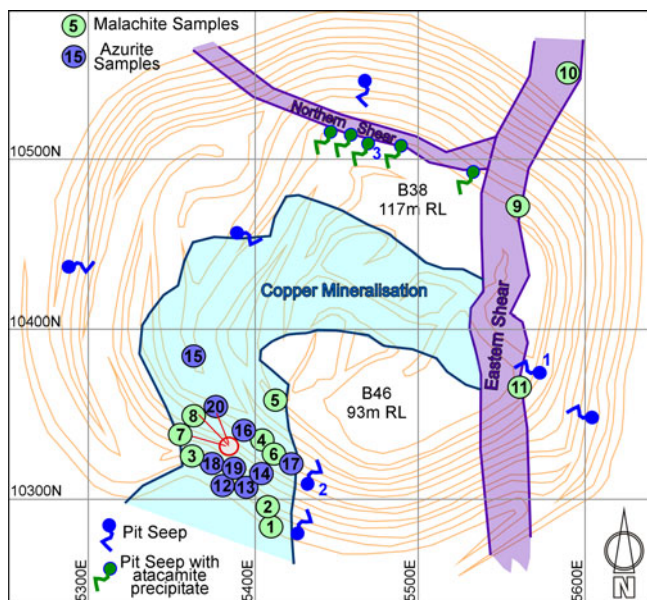 5 Malachite Samples
15 Azurite
Samples
10
Northern Shear
3
10500N
B38
117m RL
9
Copper Mineralisation
Eastern Shear
10400N
1
15
B46
93m RL
11
5
20
8
16
7
4
6
3
18
19
17
14
12
13
2
10300N
2
1
Pit Seep
Pit Seep with
atacamite
precipitate
5300E
5400E
5500E
5600E